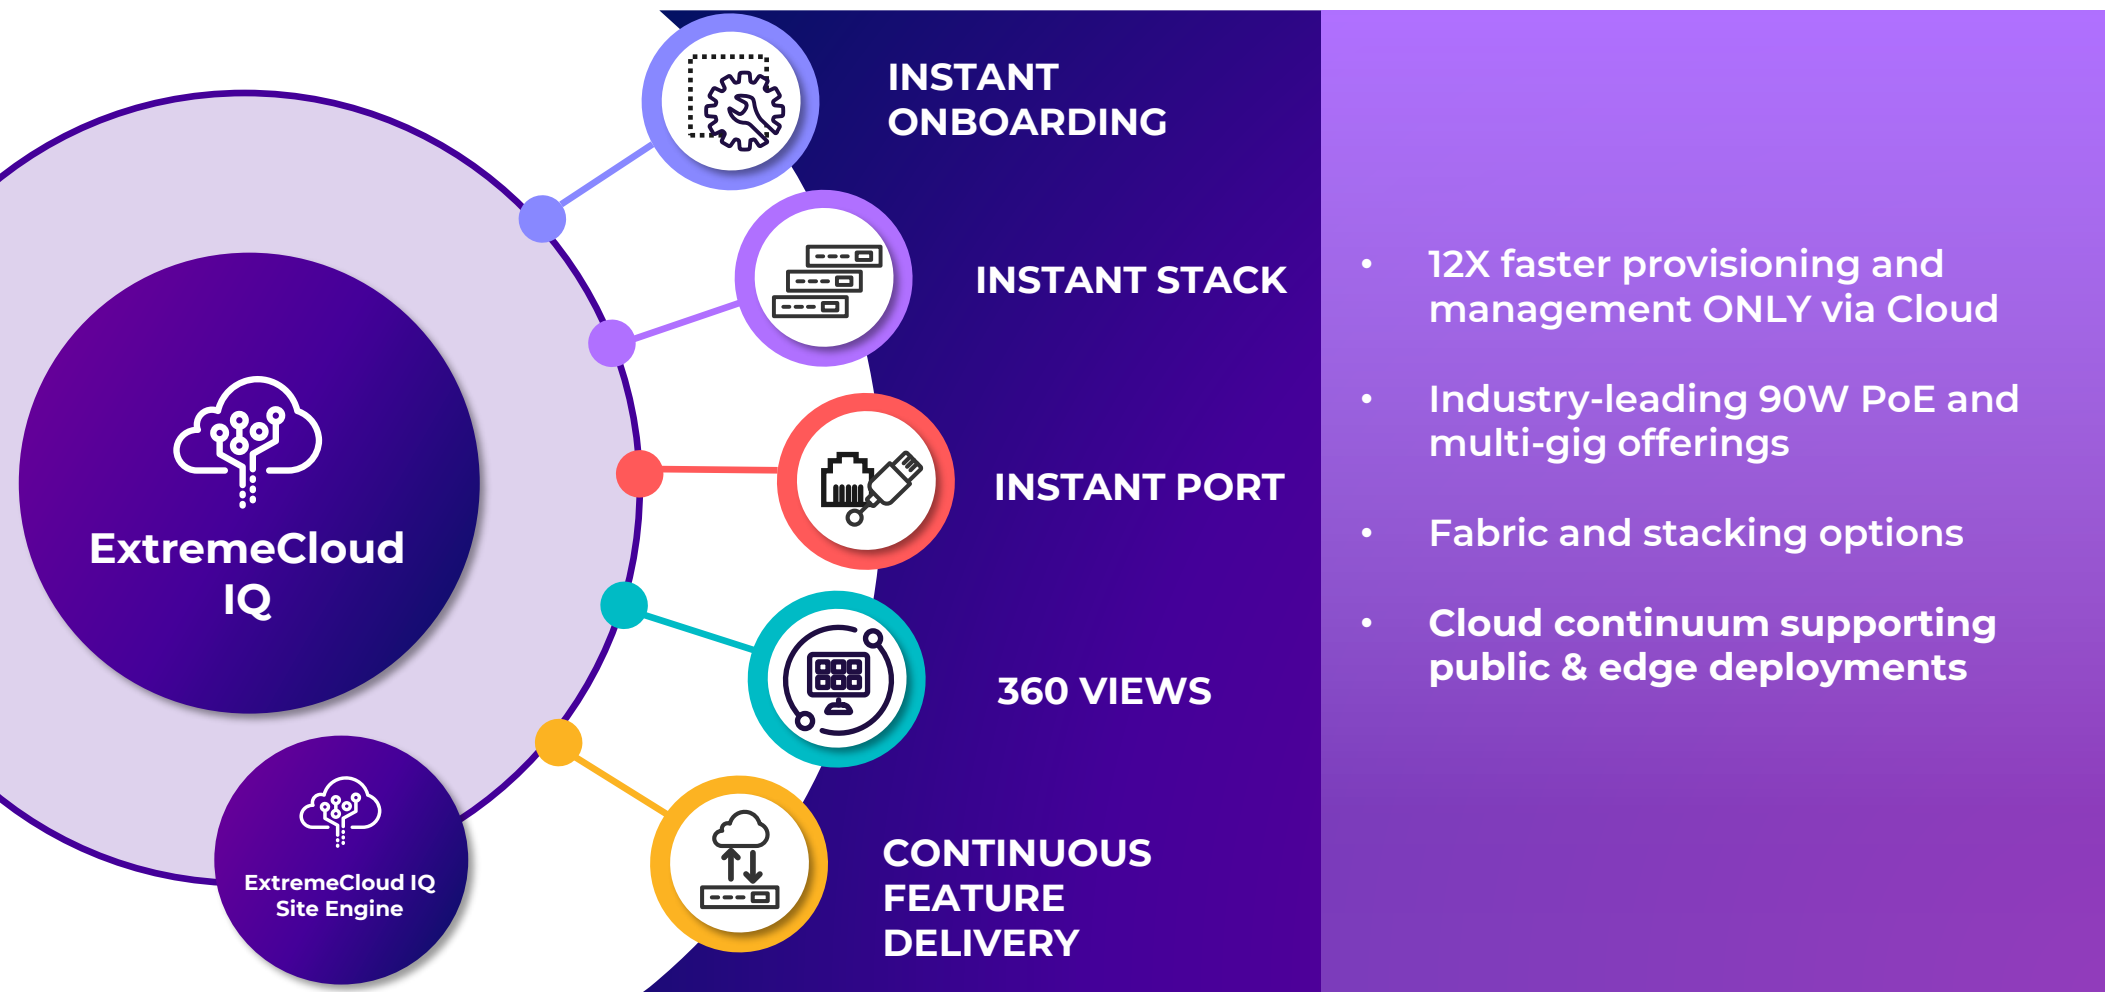 ExtremeCloud
IQ
ExtremeCloud IQ
Site Engine
INSTANT
ONBOARDING
INSTANT STACK
INSTANT PORT
360 VIEWS
CONTINUOUS
FEATURE
DELIVERY
• 12X faster provisioning and
management ONLY via Cloud
• Industry-leading 90W PoE and
multi-gig offerings
• Fabric and stacking options
• Cloud continuum supporting
public & edge deployments